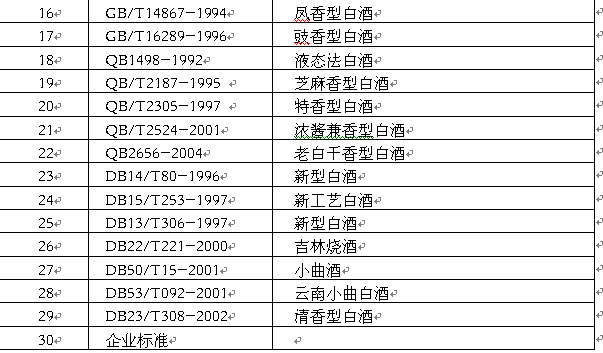 16 GB/T14867－1994 凤香型白酒
17 GB/T16289－1996 豉香型白酒
18 QB1498－1992 液态法白酒
19 QB/T2187－1995 芝麻香型白酒
20 QB/T2305－1997 特香型白酒
21 QB/T2524－2001 浓酱兼香型白酒
22 QB2656－2004 老白干香型白酒
23 DB14/T80－1996 新型白酒
24 DB15/T253－1997 新工艺白酒
25 DB13/T306－1997 新型白酒
26 DB22/T221－2000 吉林烧酒
27 DB50/T15－2001 小曲酒
28 DB53/T092－2001 云南小曲白酒
29 DB23/T308－2002 清香型白酒
30 企业标准